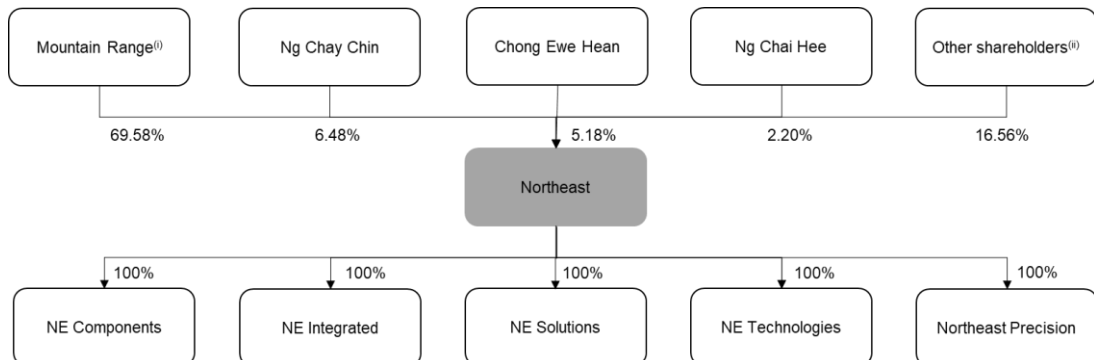 Mountain Range(i)
Ng Chay Chin
Chong Ewe Hean
Ng Chai Hee
Other shareholders(ii)
69.58%
6.48%
5.18%
2.20%
16.56%
Northeast
100%
100%
100%
100%
100%
NE Components
NE Integrated
NE Solutions
NE Technologies
Northeast Precision